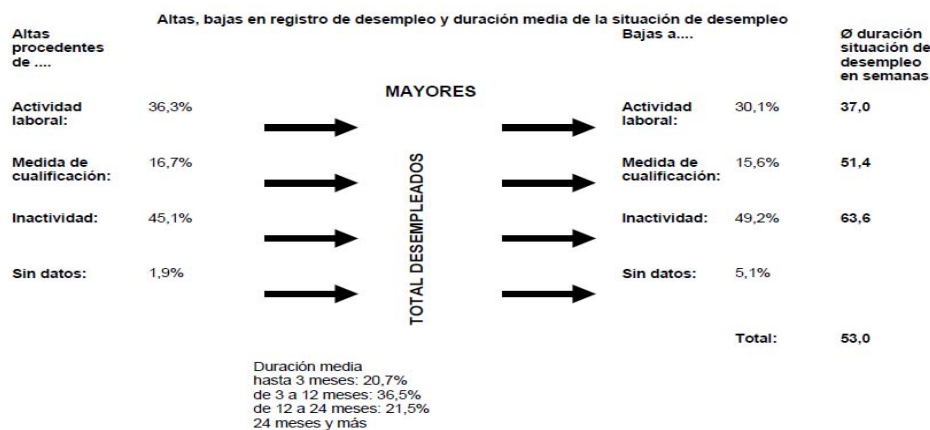 Altas, bajas en registro de desempleo y duración media de la situación de desempleo
Altas
procedentes
de ....
Bajas a....
Ø duración
situación de
desempleo
en semanas
MAYORES
Actividad
laboral:
36,3%
Actividad
laboral:
30,1%
37,0
Medida de
cualificación:
16,7%
Medida de
cualificación:
15,6%
51,4
Inactividad:
45,1%
Inactividad:
49,2%
63,6
Sin datos:
1,9%
Sin datos:
5,1%
TOTAL DESEMPLEADOS
Total:
53,0
Duración media
hasta 3 meses: 20,7%
de 3 a 12 meses: 36,5%
de 12 a 24 meses: 21,5%
24 meses y más